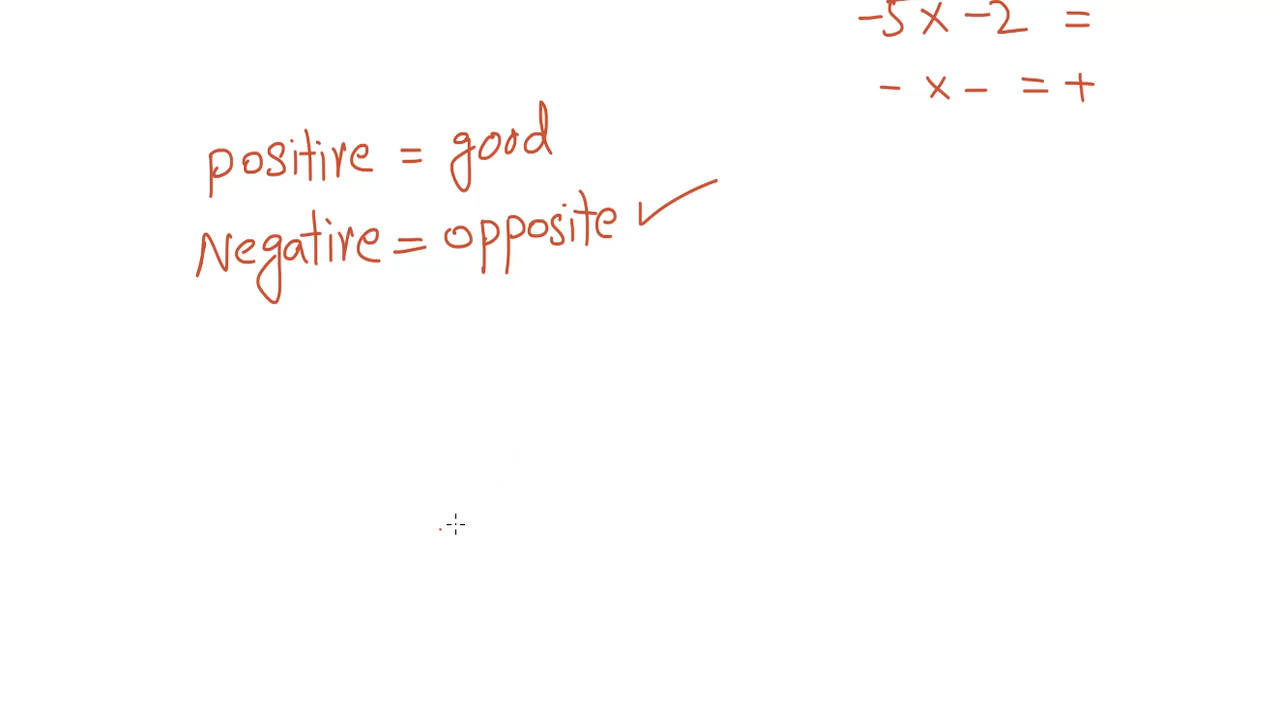 -5 x -2 =
- x - = +
positive = good
Negative = opposite ✓